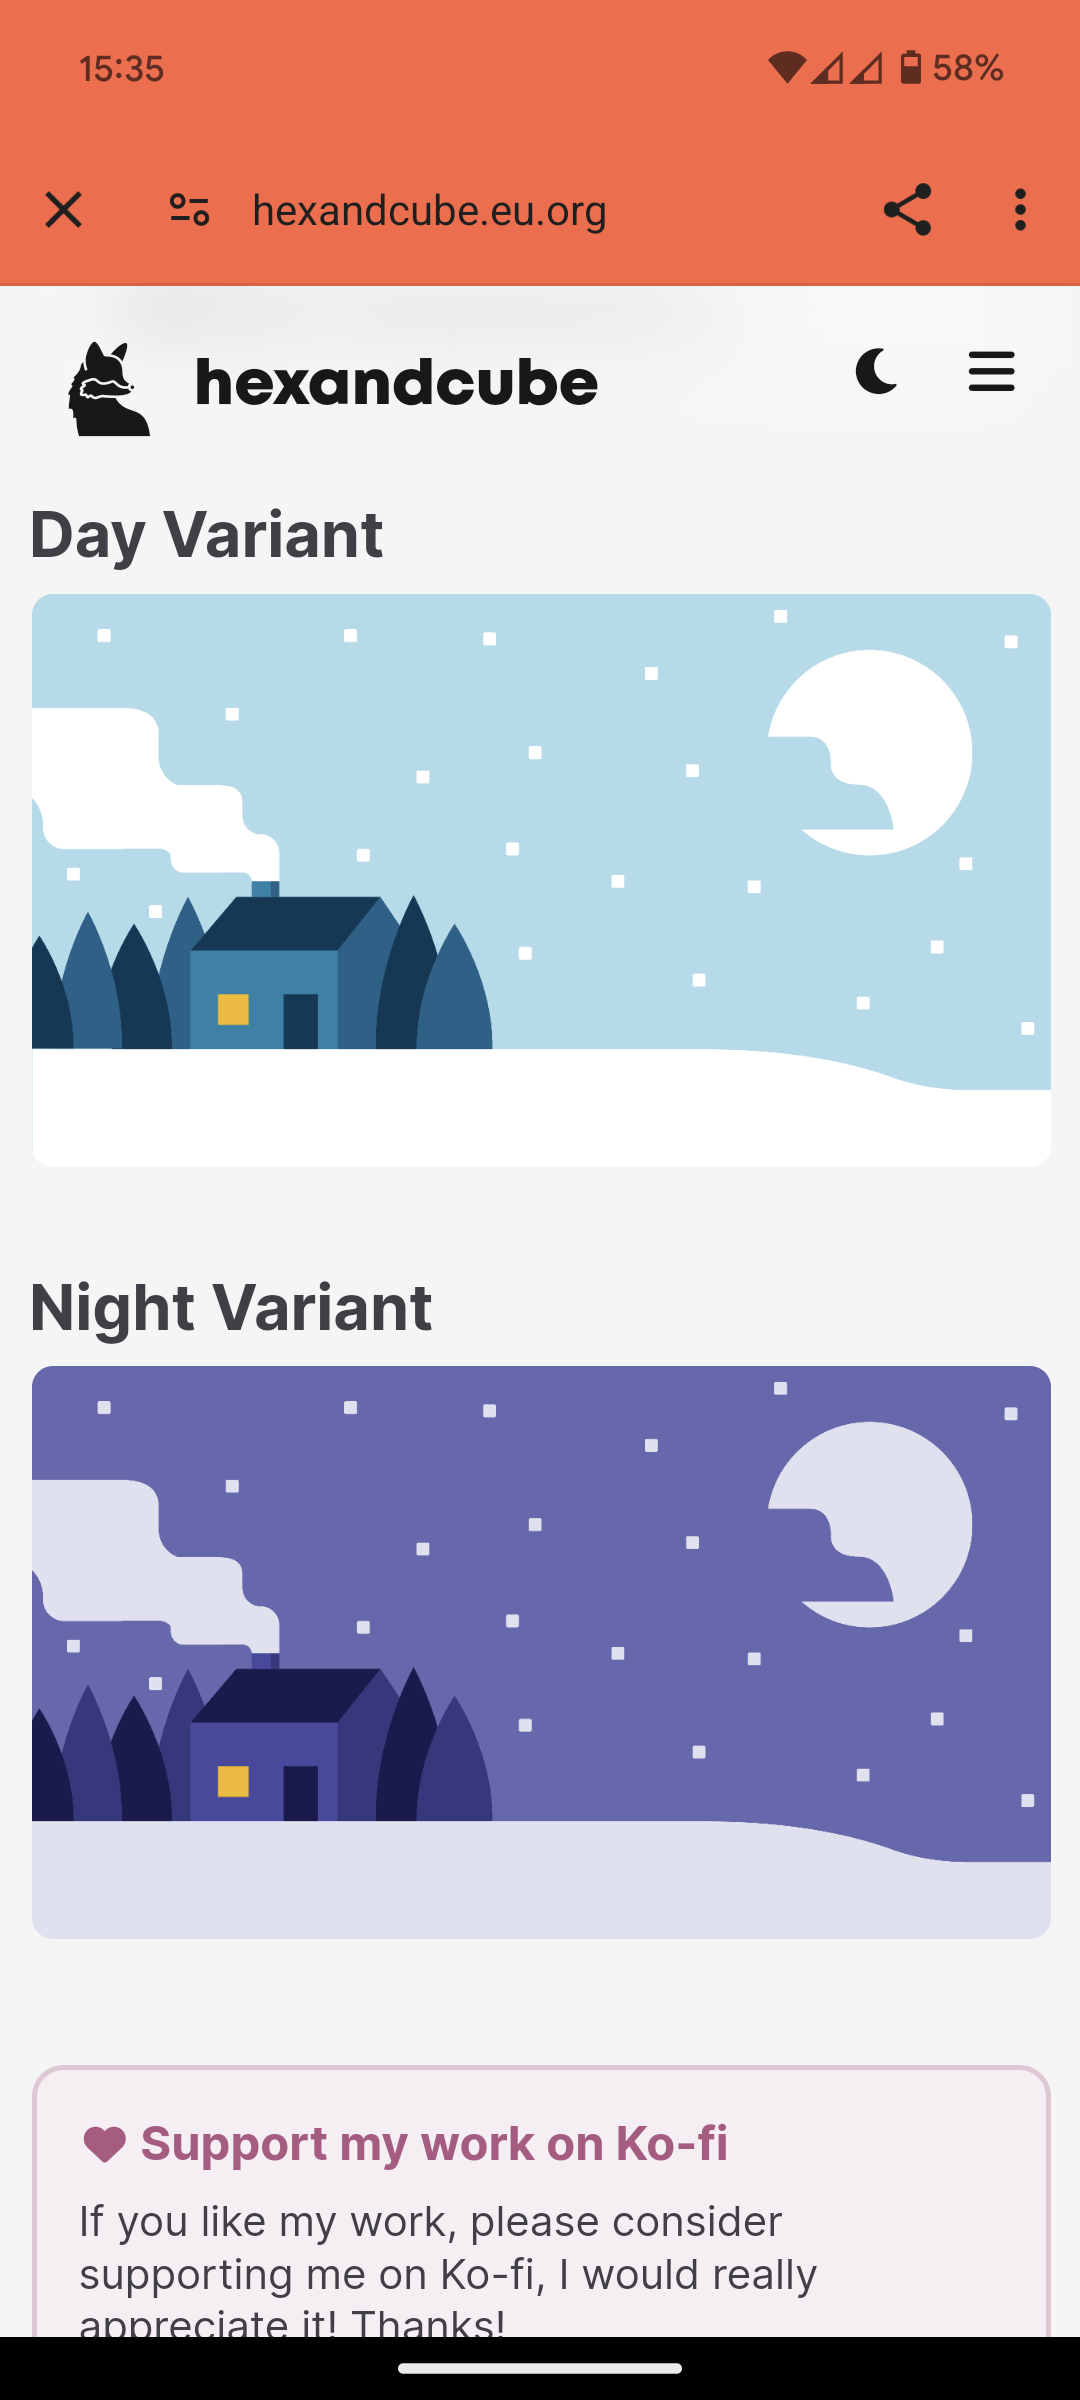 15:35
58%
hexandcube.eu.org
hexandcube
Day Variant
Night Variant
Support my work on Ko-fi
If you like my work, please consider
supporting me on Ko-fi, I would really
appreciate it! Thanks!